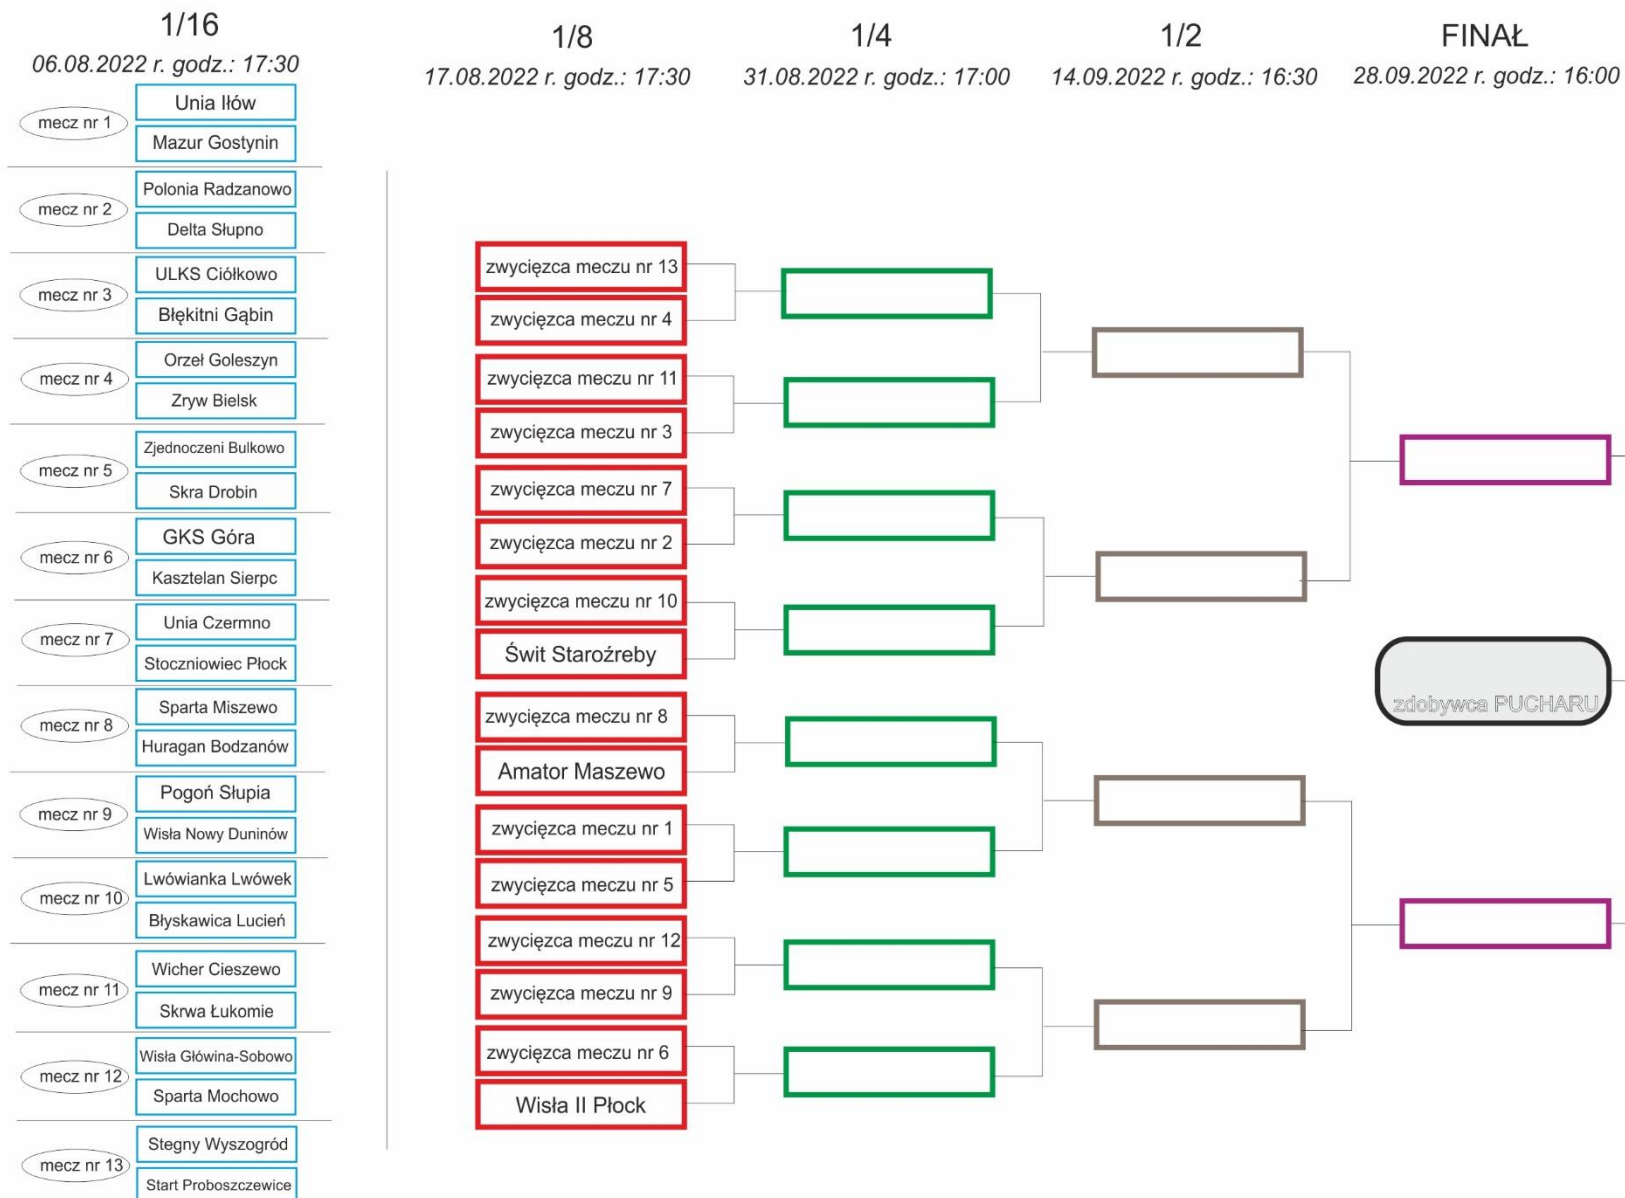 1/16
06.08.2022 r. godz.: 17:30
mecz nr 1
Unia Iłów
Mazur Gostynin
mecz nr 2
Polonia Radzanowo
Delta Słupno
mecz nr 3
ULKS Ciółkowo
Błękitni Gąbin
mecz nr 4
Orzeł Goleszyn
Zryw Bielsk
mecz nr 5
Zjednoczeni Bulkowo
Skra Drobin
mecz nr 6
GKS Góra
Kasztelan Sierpc
mecz nr 7
Unia Czermno
Stoczniowiec Płock
mecz nr 8
Sparta Miszewo
Huragan Bodzanów
mecz nr 9
Pogoń Słupia
Wisła Nowy Duninów
mecz nr 10
Lwówianka Lwówek
Błyskawica Lucień
mecz nr 11
Wicher Cieszewo
Skrwa Łukomie
mecz nr 12
Wisła Główina-Sobowo
Sparta Mochowo
mecz nr 13
Stegny Wyszogród
Start Proboszczewice
1/8
17.08.2022 r. godz.: 17:30
zwycięzca meczu nr 13
zwycięzca meczu nr 4
zwycięzca meczu nr 11
zwycięzca meczu nr 3
zwycięzca meczu nr 7
zwycięzca meczu nr 2
zwycięzca meczu nr 10
Świt Staroźreby
zwycięzca meczu nr 8
Amator Maszewo
zwycięzca meczu nr 1
zwycięzca meczu nr 5
zwycięzca meczu nr 12
zwycięzca meczu nr 9
zwycięzca meczu nr 6
Wisła II Płock
1/4
31.08.2022 r. godz.: 17:00
1/2
14.09.2022 r. godz.: 16:30
FINAŁ
28.09.2022 r. godz.: 16:00
zdobywca PUCHARU